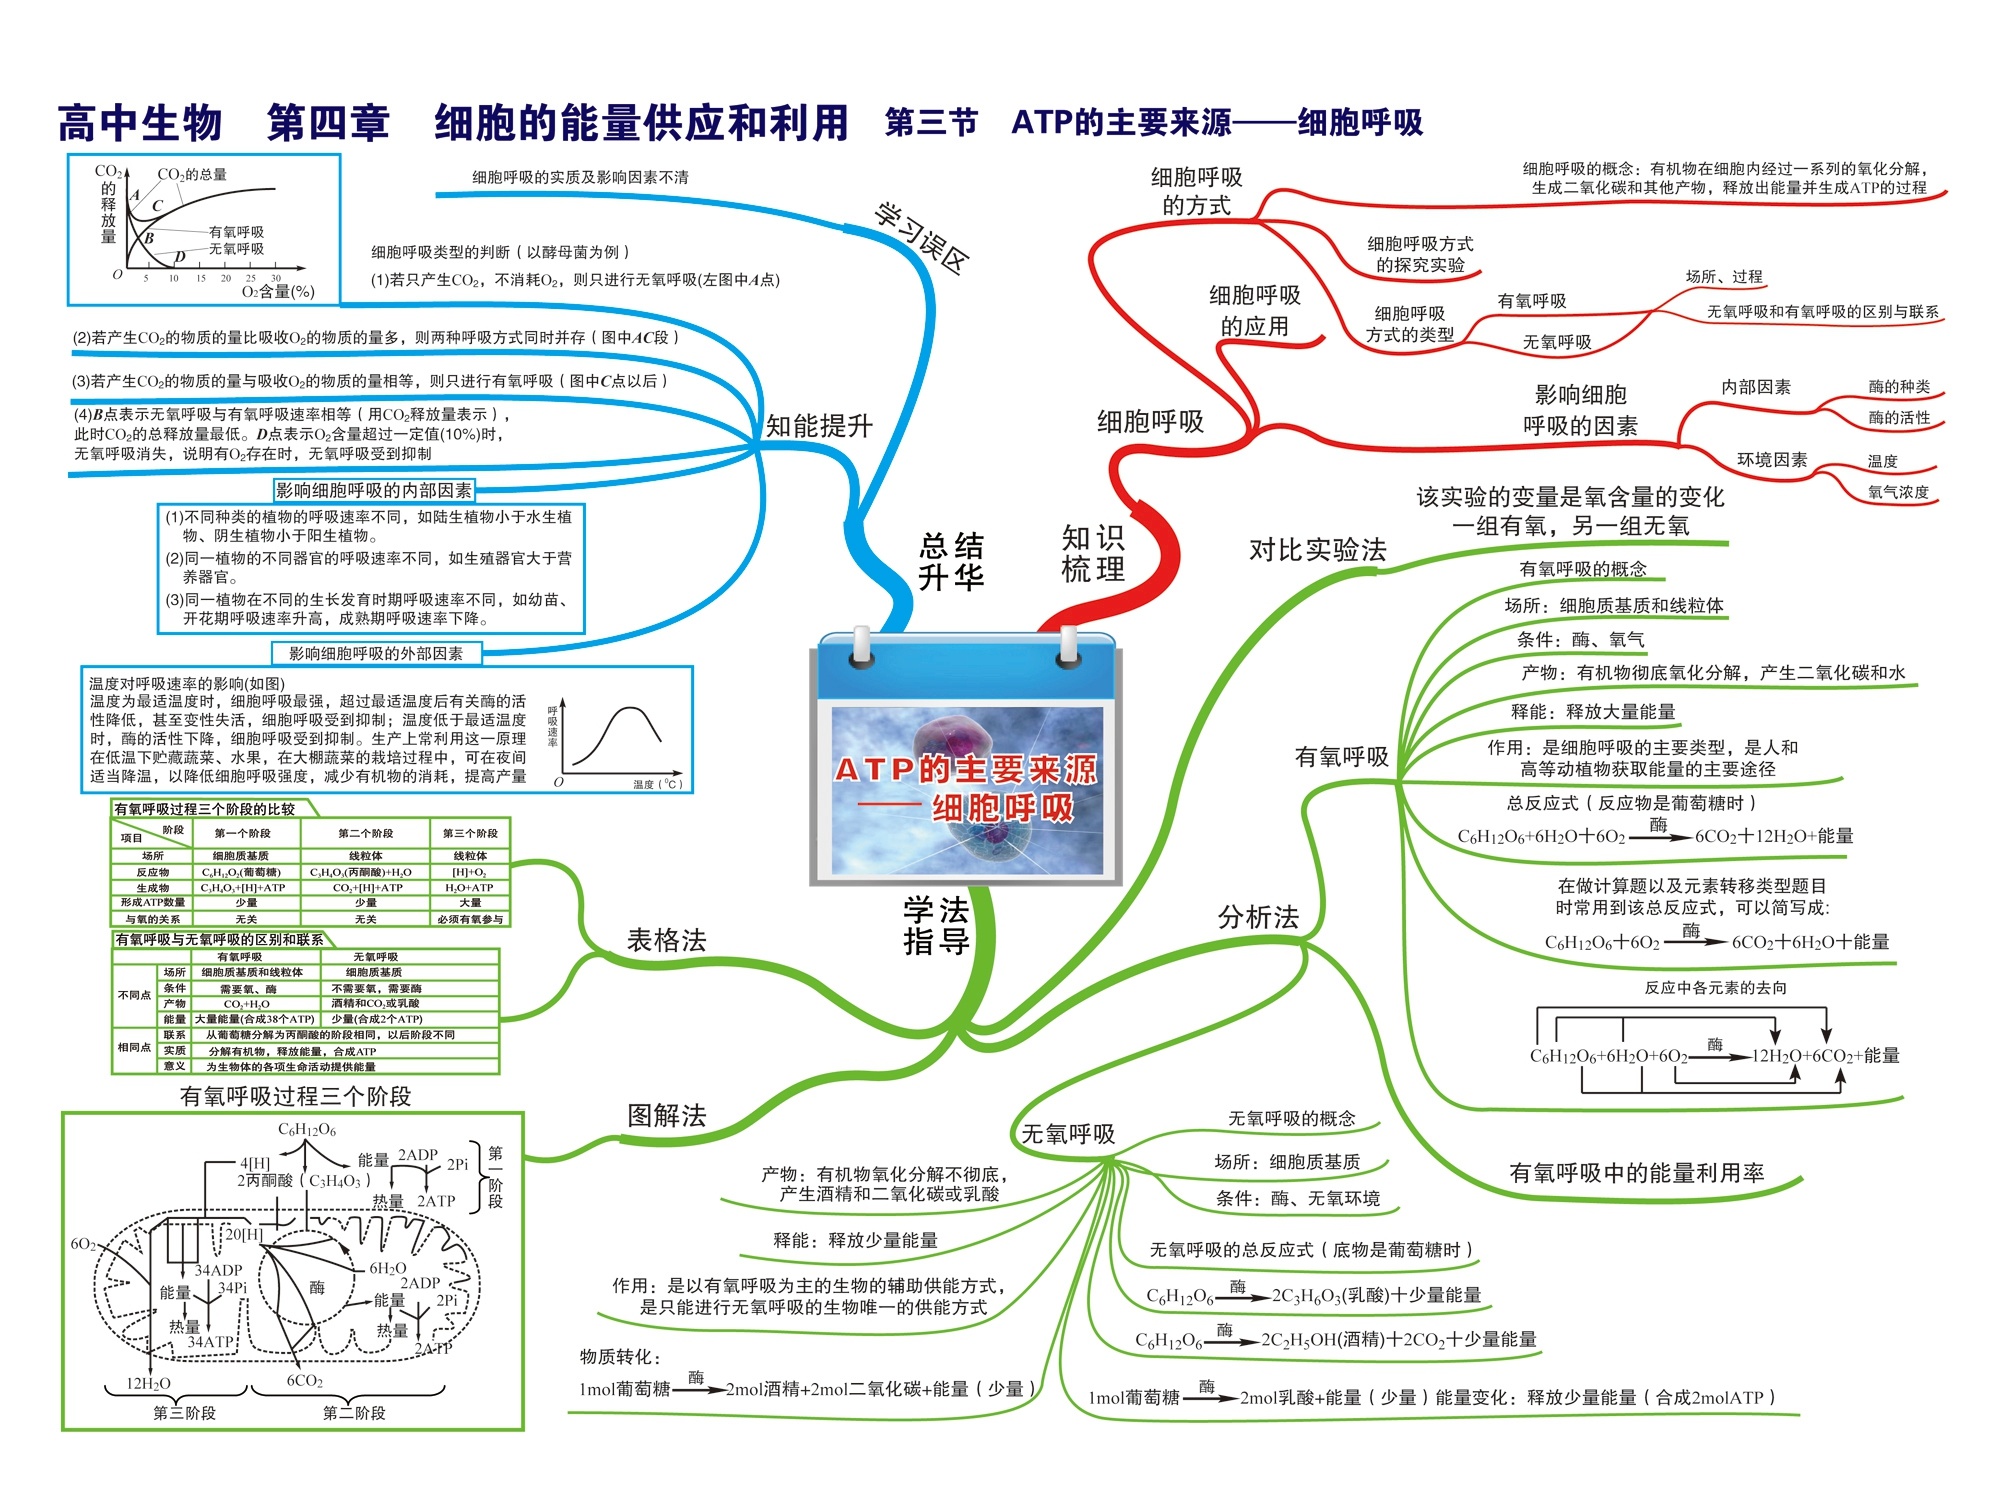 高中生物 第四章 细胞的能量供应和利用 第三节 ATP的主要来源——细胞呼吸
CO₂的释放量
CO₂的总量
A
C
B
有氧呼吸
无氧呼吸
D
O 5 10 15 20 25 30
O₂含量(%)
细胞呼吸的实质及影响因素不清
学习误区
细胞呼吸类型的判断（以酵母菌为例）
(1)若只产生CO₂，不消耗O₂，则只进行无氧呼吸(左图中A点)
(2)若产生CO₂的物质的量比吸收O₂的物质的量多，则两种呼吸方式同时并存（图中AC段）
(3)若产生CO₂的物质的量与吸收O₂的物质的量相等，则只进行有氧呼吸（图中C点以后）
(4)B点表示无氧呼吸与有氧呼吸速率相等（用CO₂释放量表示），
此时CO₂的总释放量最低。D点表示O₂含量超过一定值(10%)时，
无氧呼吸消失，说明有O₂存在时，无氧呼吸受到抑制
知能提升
影响细胞呼吸的内部因素
(1)不同种类的植物的呼吸速率不同，如陆生植物小于水生植
物、阴生植物小于阳生植物。
(2)同一植物的不同器官的呼吸速率不同，如生殖器官大于营
养器官。
(3)同一植物在不同的生长发育时期呼吸速率不同，如幼苗、
开花期呼吸速率升高，成熟期呼吸速率下降。
影响细胞呼吸的外部因素
温度对呼吸速率的影响(如图)
温度为最适温度时，细胞呼吸最强，超过最适温度后有关酶的活
性降低，甚至变性失活，细胞呼吸受到抑制；温度低于最适温度
时，酶的活性下降，细胞呼吸受到抑制。生产上常利用这一原理
在低温下贮藏蔬菜、水果，在大棚蔬菜的栽培过程中，可在夜间
适当降温，以降低细胞呼吸强度，减少有机物的消耗，提高产量
呼吸速率
O
温度（⁰C）
总结
升华
知识
梳理
细胞呼吸
细胞呼吸
的方式
细胞呼吸的概念：有机物在细胞内经过一系列的氧化分解，
生成二氧化碳和其他产物，释放出能量并生成ATP的过程
细胞呼吸方式
的探究实验
细胞呼吸
方式的类型
有氧呼吸
无氧呼吸
场所、过程
无氧呼吸和有氧呼吸的区别与联系
细胞呼吸
的应用
影响细胞
呼吸的因素
内部因素
酶的种类
酶的活性
环境因素
温度
氧气浓度
ATP的主要来源
——细胞呼吸
学法
指导
对比实验法
该实验的变量是氧含量的变化
一组有氧，另一组无氧
分析法
有氧呼吸
有氧呼吸的概念
场所：细胞质基质和线粒体
条件：酶、氧气
产物：有机物彻底氧化分解，产生二氧化碳和水
释能：释放大量能量
作用：是细胞呼吸的主要类型，是人和
高等动植物获取能量的主要途径
总反应式（反应物是葡萄糖时）
酶
C₆H₁₂O₆+6H₂O+6O₂→6CO₂+12H₂O+能量
在做计算题以及元素转移类型题目
时常用到该总反应式，可以简写成:
酶
C₆H₁₂O₆+6O₂→6CO₂+6H₂O+能量
反应中各元素的去向
酶
C₆H₁₂O₆+6H₂O+6O₂→12H₂O+6CO₂+能量
有氧呼吸中的能量利用率
无氧呼吸
无氧呼吸的概念
场所：细胞质基质
条件：酶、无氧环境
无氧呼吸的总反应式（底物是葡萄糖时）
酶
C₆H₁₂O₆→2C₃H₆O₃(乳酸)+少量能量
酶
C₆H₁₂O₆→2C₂H₅OH(酒精)+2CO₂+少量能量
酶
1mol葡萄糖→2mol乳酸+能量（少量）能量变化：释放少量能量（合成2molATP）
产物：有机物氧化分解不彻底，
产生酒精和二氧化碳或乳酸
释能：释放少量能量
作用：是以有氧呼吸为主的生物的辅助供能方式，
是只能进行无氧呼吸的生物唯一的供能方式
物质转化：
酶
1mol葡萄糖→2mol酒精+2mol二氧化碳+能量（少量）
表格法
有氧呼吸过程三个阶段的比较
项目 阶段 第一个阶段 第二个阶段 第三个阶段
场所 细胞质基质 线粒体 线粒体
反应物 C₆H₁₂O₂(葡萄糖) C₃H₄O₃(丙酮酸)+H₂O [H]+O₂
生成物 C₃H₄O₃+[H]+ATP CO₂+[H]+ATP H₂O+ATP
形成ATP数量 少量 少量 大量
与氧的关系 无关 无关 必须有氧参与
有氧呼吸与无氧呼吸的区别和联系
有氧呼吸 无氧呼吸
不同点
场所 细胞质基质和线粒体 细胞质基质
条件 需要氧、酶 不需要氧，需要酶
产物 CO₂+H₂O 酒精和CO₂或乳酸
能量 大量能量(合成38个ATP) 少量(合成2个ATP)
相同点
联系 从葡萄糖分解为丙酮酸的阶段相同，以后阶段不同
实质 分解有机物，释放能量，合成ATP
意义 为生物体的各项生命活动提供能量
图解法
有氧呼吸过程三个阶段
C₆H₁₂O₆
4[H]
2丙酮酸（C₃H₄O₃）
能量
2ADP
2Pi
热量
2ATP
第一阶段
6O₂
20[H]
34ADP
能量
34Pi
热量
34ATP
酶
6H₂O
2ADP
能量
2Pi
热量
2ATP
12H₂O
6CO₂
第三阶段
第二阶段